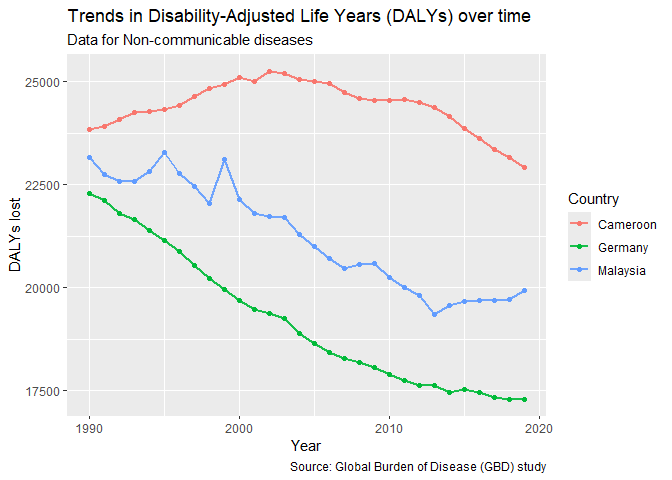 Trends in Disability-Adjusted Life Years (DALYs) over time
Data for Non-communicable diseases
25000
22500
20000
17500
DALYs lost
1990
2000
2010
2020
Year
Country
Cameroon
Germany
Malaysia
Source: Global Burden of Disease (GBD) study